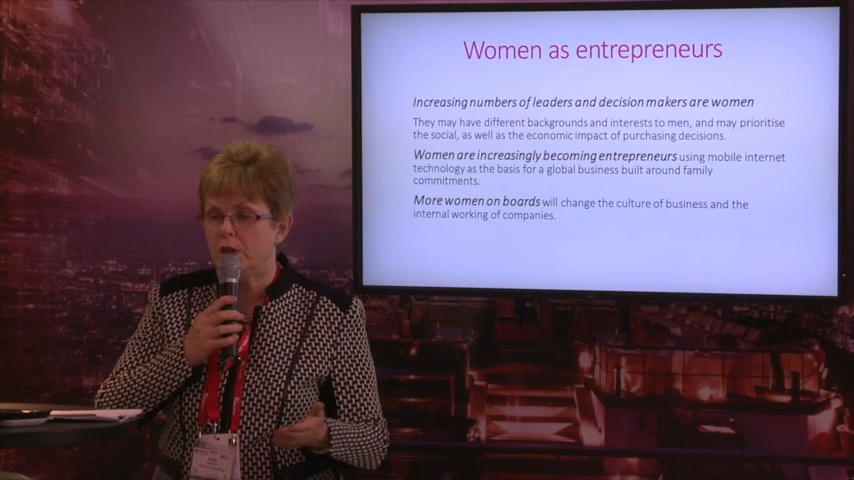 Women as entrepreneurs
Increasing numbers of leaders and decision makers are women
They may have different backgrounds and interests to men, and may prioritise
the social, as well as the economic impact of purchasing decisions.
Women are increasingly becoming entrepreneurs using mobile internet
technology as the basis for a global business built around family
commitments.
More women on boards will change the culture of business and the
internal working of companies.